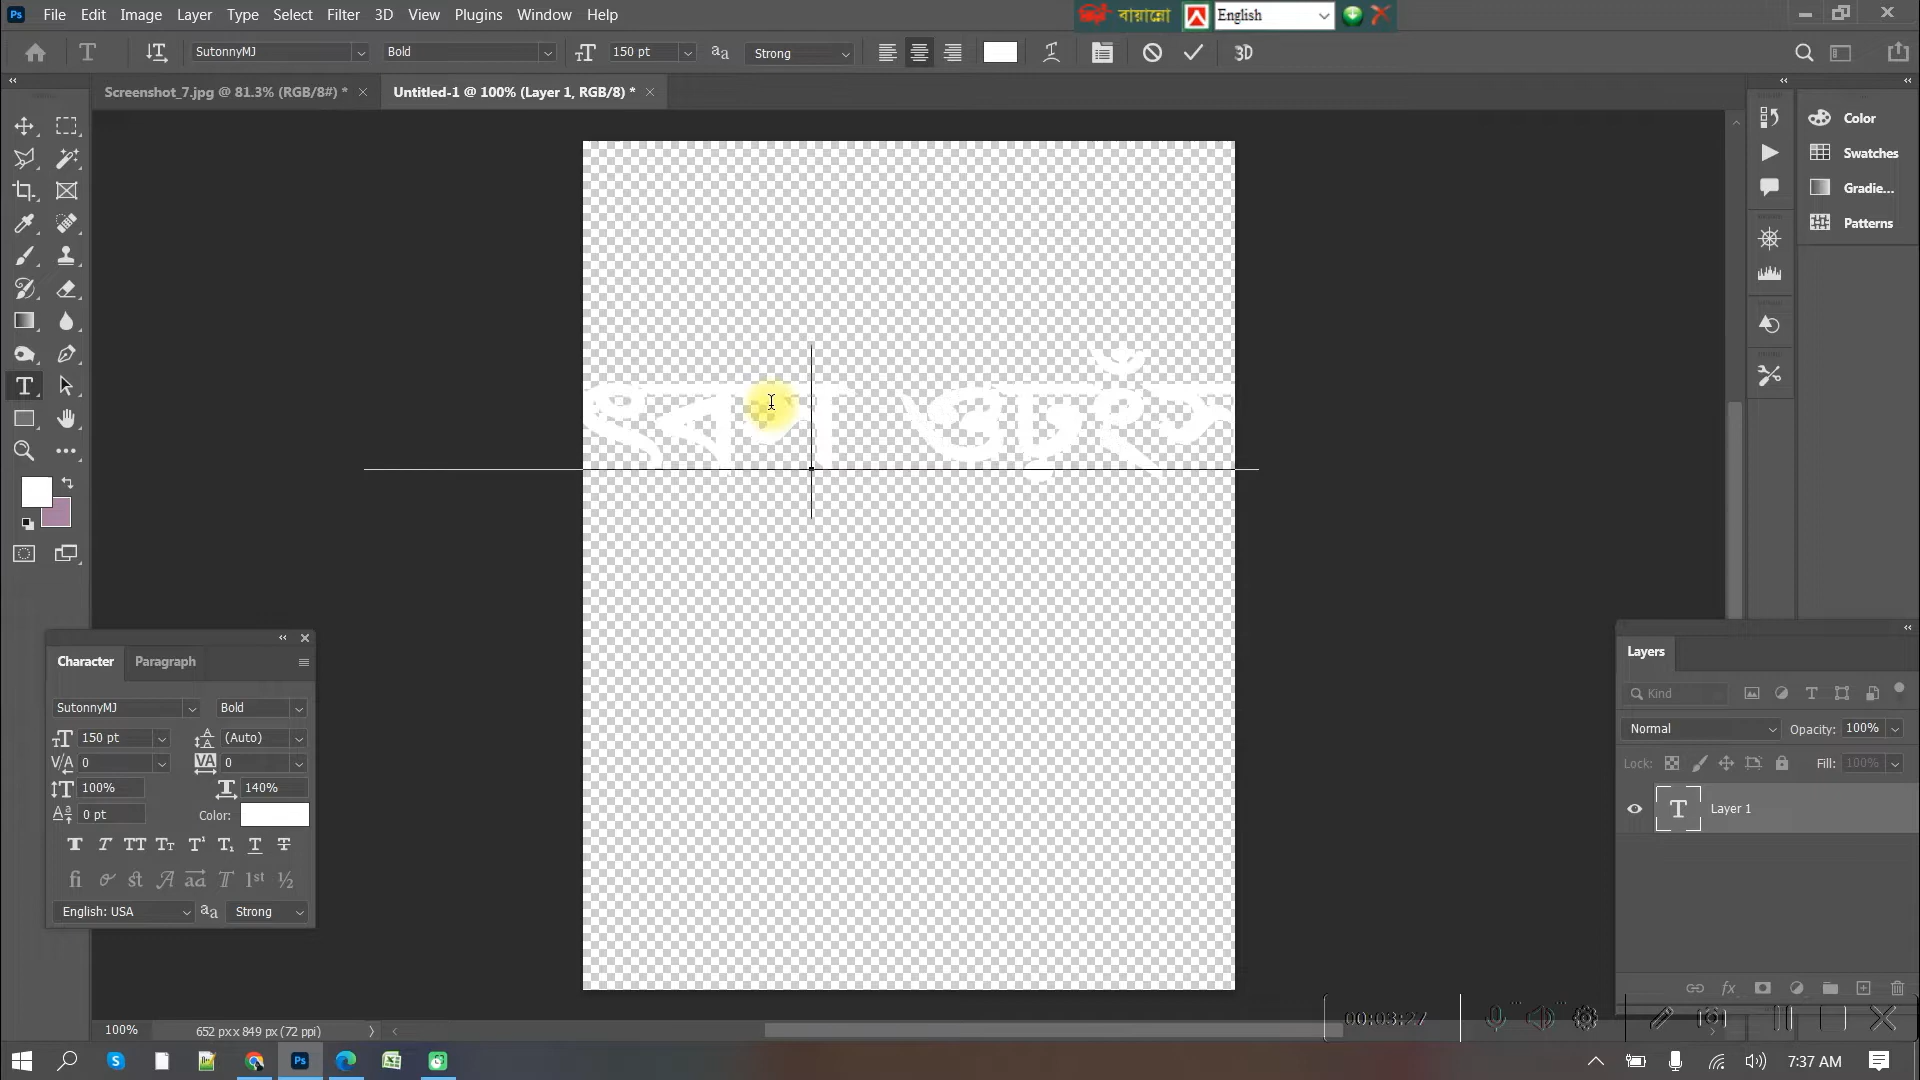 Ps File Edit Image Layer Type Select Filter 3D View Plugins Window Help
বায়ান্নো English
SutonnyMJ Bold 150 pt Strong 3D
Screenshot_7.jpg @ 81.3% (RGB/8#) * Untitled-1 @ 100% (Layer 1, RGB/8) *
Color
Swatches
Gradie...
Patterns
Character Paragraph
SutonnyMJ Bold
150 pt (Auto)
0 0
100% 140%
0 pt Color:
English: USA Strong
Layers
Kind
Normal Opacity: 100%
Lock: Fill: 100%
Layer 1
00:03:27
100% 652 px x 849 px (72 ppi)
7:37 AM